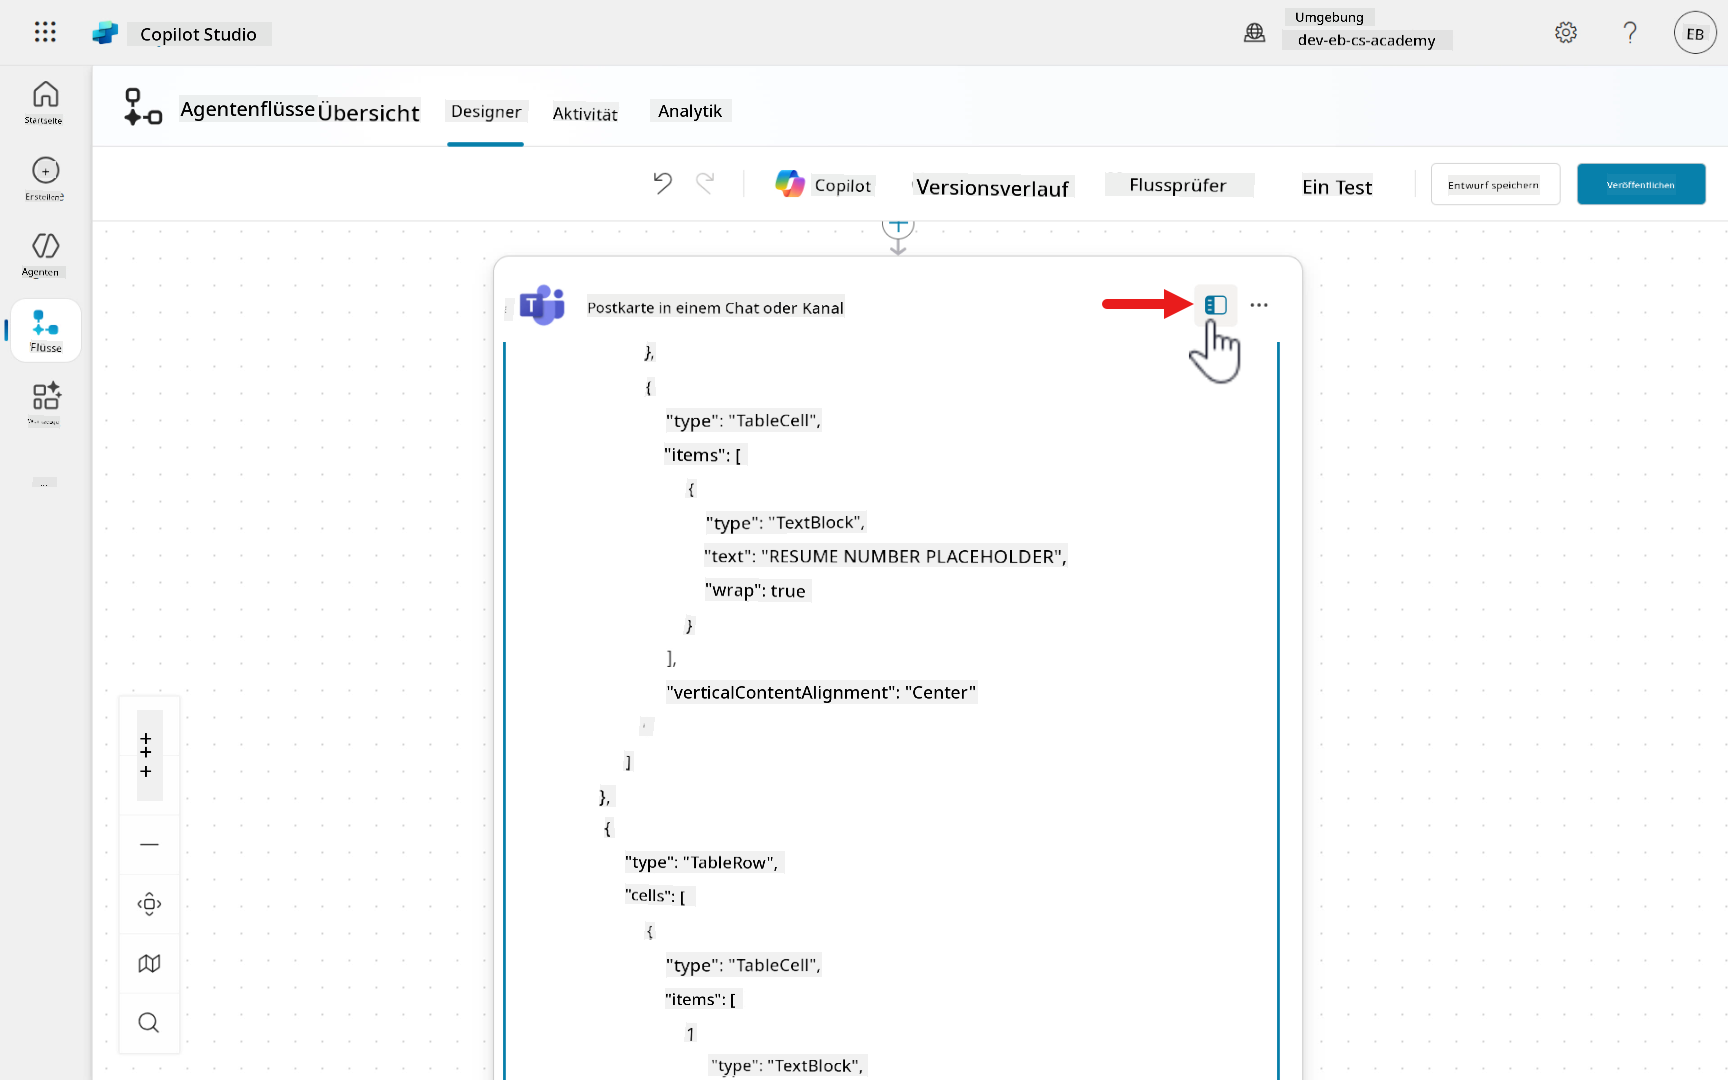 Copilot Studio
Umgebung
dev-eb-cs-academy
EB
Startseite
Agenten
Flüsse
...
Agentenflüsse
Übersicht
Designer
Aktivität
Analytik
Copilot
Versionsverlauf
Flussprüfer
Ein Test
Entwurf speichern
Veröffentlichen
Postkarte in einem Chat oder Kanal
},
{
"type": "TableCell",
"items": [
{
"type": "TextBlock",
"text": "RESUME NUMBER PLACEHOLDER",
"wrap": true
}
],
"verticalContentAlignment": "Center"
]
},
{
"type": "TableRow",
"cells": [
{
"type": "TableCell",
"items": [
1
"type": "TextBlock",